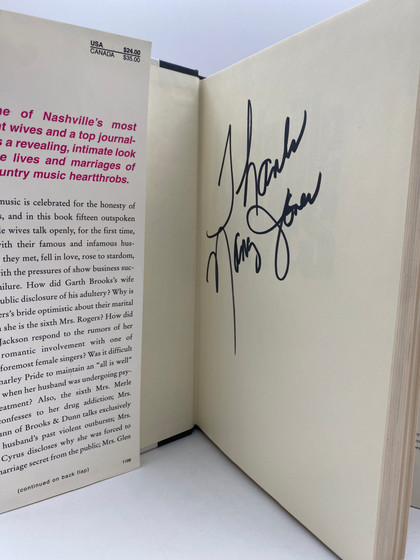 USA $24.00
CANADA $35.00
ne of Nashville's most
nt wives and a top journal-
s a revealing, intimate look
e lives and marriages of
untry music heartthrobs.
music is celebrated for the honesty of
s, and in this book fifteen outspoken
le wives talk openly, for the first time,
with their famous and infamous hus-
they met, fell in love, rose to stardom,
with the pressures of show business suc-
ailure. How did Garth Brooks's wife
ublic disclosure of his adultery? Why is
ers's bride optimistic about their marital
n she is the sixth Mrs. Rogers? How did
Jackson respond to the rumors of her
romantic involvement with one of
foremost female singers? Was it difficult
harley Pride to maintain an "all is well"
when her husband was undergoing psy-
eatment? Also, the sixth Mrs. Merle
confesses to her drug addiction; Mrs.
nn of Brooks & Dunn talks exclusively
husband's past violent outbursts; Mrs.
Cyrus discloses why she was forced to
marriage secret from the public; Mrs. Glen
1198
(continued on back flap)
Thanks
Nancy Jones